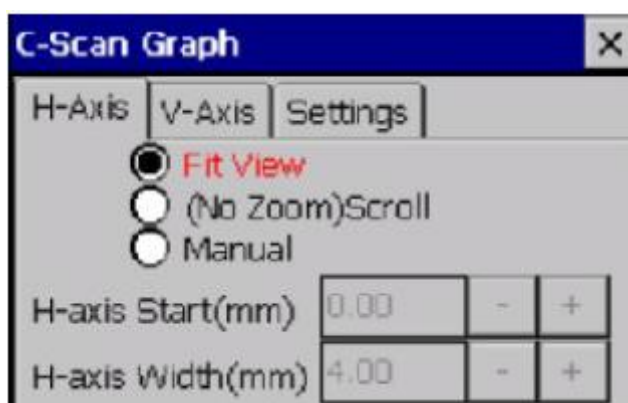 C-Scan Graph
H-Axis V-Axis Settings
Fit View
(No Zoom)Scroll
Manual
H-axis Start(mm) 0.00 - +
H-axis Width(mm) 4.00 - +